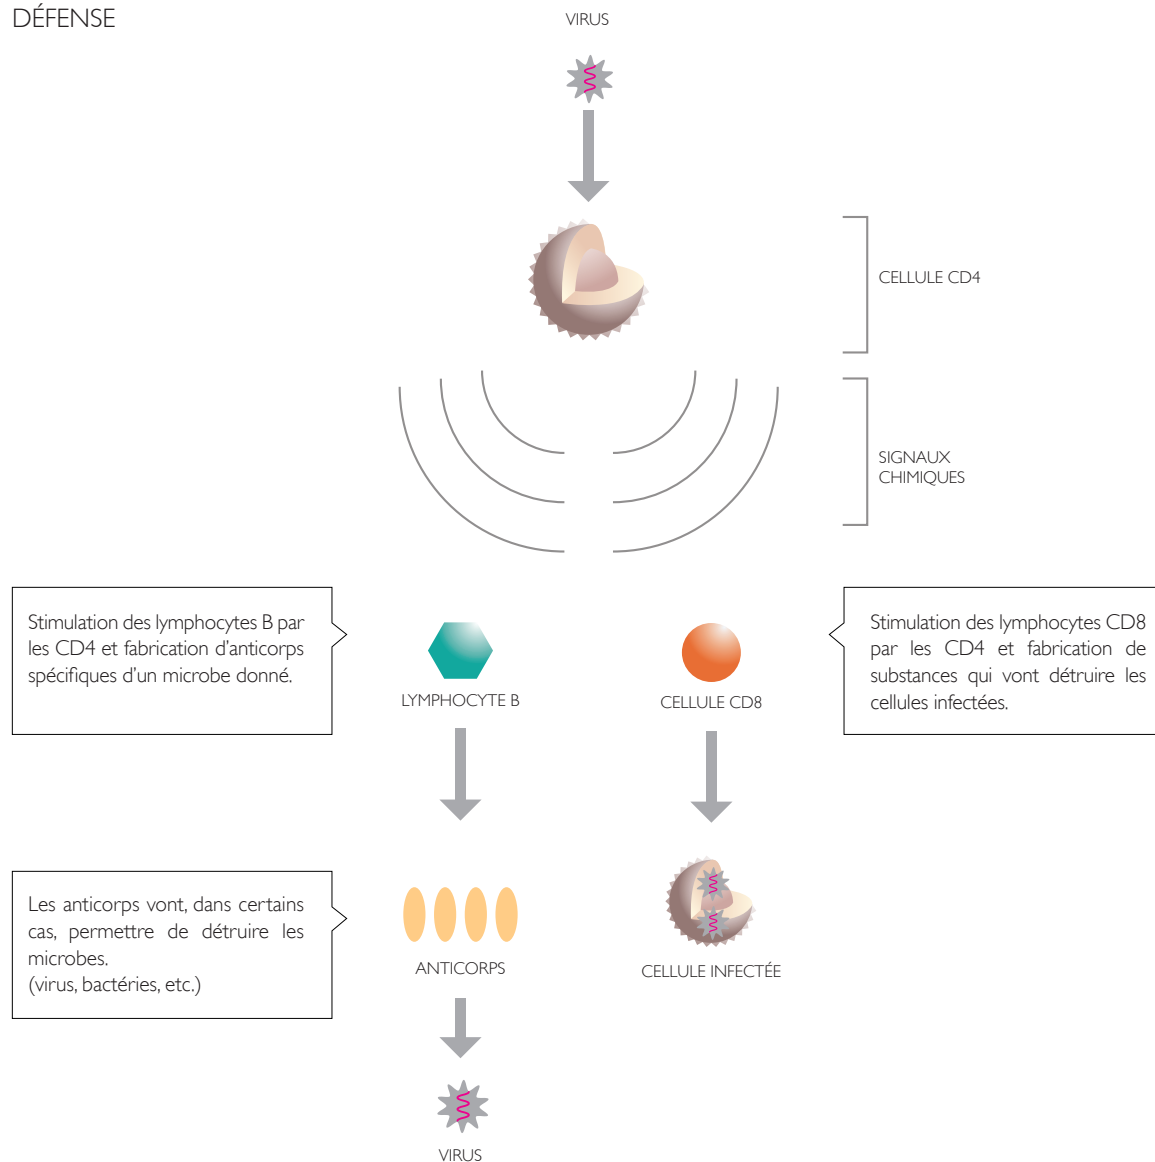 DÉFENSE
VIRUS
CELLULE CD4
SIGNAUX
CHIMIQUES
Stimulation des lymphocytes B par
les CD4 et fabrication d'anticorps
spécifiques d'un microbe donné.
LYMPHOCYTE B
CELLULE CD8
Stimulation des lymphocytes CD8
par les CD4 et fabrication de
substances qui vont détruire les
cellules infectées.
Les anticorps vont, dans certains
cas, permettre de détruire les
microbes.
(virus, bactéries, etc.)
ANTICORPS
CELLULE INFECTÉE
VIRUS